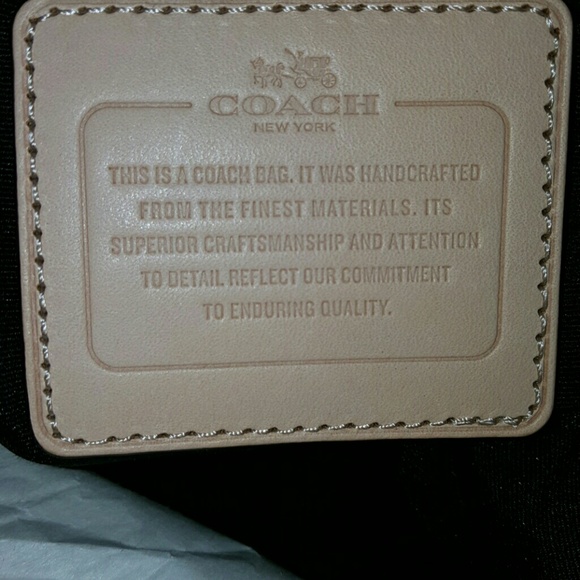 COACH
NEW YORK
THIS IS A COACH BAG. IT WAS HANDCRAFTED
FROM THE FINEST MATERIALS. ITS
SUPERIOR CRAFTSMANSHIP AND ATTENTION
TO DETAIL REFLECT OUR COMMITMENT
TO ENDURING QUALITY.